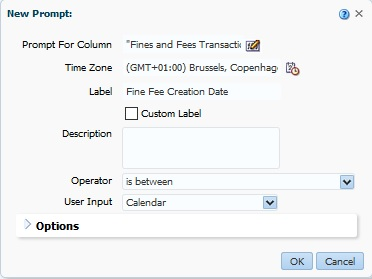 New Prompt:
Prompt For Column "Fines and Fees Transactio
Time Zone (GMT+01:00) Brussels, Copenhag
Label Fine Fee Creation Date
Custom Label
Description
Operator is between
User Input Calendar
Options
OK Cancel